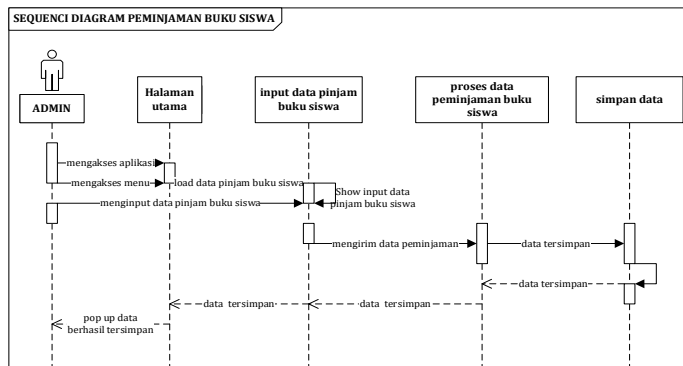 SEQUENCI DIAGRAM PEMINJAMAN BUKU SISWA
ADMIN
Halaman
utama
input data pinjam
buku siswa
proses data
peminjaman buku
siswa
simpan data
mengakses aplikasi
mengakses menu
load data pinjam buku siswa
Show input data
pinjam buku siswa
menginput data pinjam buku siswa
mengirim data peminjaman
data tersimpan
data tersimpan
data tersimpan
data tersimpan
pop up data
berhasil tersimpan